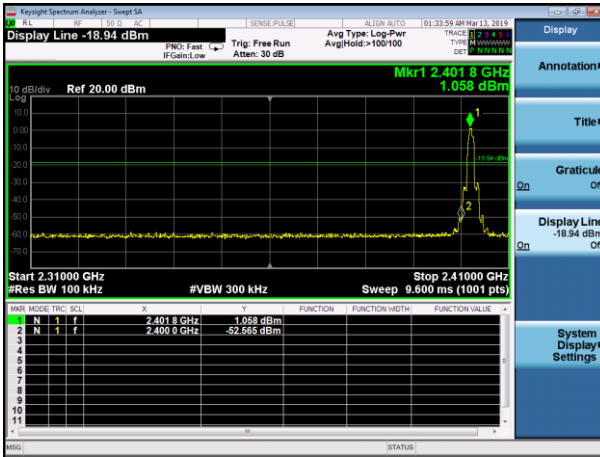 Keysight Spectrum Analyzer - Swept SA
RL RF 50 Ω AC SENSE:PULSE ALIGN AUTO 01:33:59 AM Mar 13, 2019
Display Line -18.94 dBm
PNO: Fast
IFGain:Low
Trig: Free Run
Atten: 30 dB
Avg Type: Log-Pwr
Avg|Hold:>100/100
TRACE 1 2 3 4 5 6
TYPE M W W W W W
DET P N N N N N
Display
Mkr1 2.401 8 GHz
1.058 dBm
10 dB/div
Log
Ref 20.00 dBm
10.0
0.00
-10.0
-20.0
-30.0
-40.0
-50.0
-60.0
-70.0
1
-18.94 dBm
2
Start 2.31000 GHz
Stop 2.41000 GHz
#Res BW 100 kHz
#VBW 300 kHz
Sweep 9.600 ms (1001 pts)
MKR MODE TRC SCL X Y FUNCTION FUNCTION WIDTH FUNCTION VALUE
1 N 1 f 2.401 8 GHz 1.058 dBm
2 N 1 f 2.400 0 GHz -52.565 dBm
3
4
5
6
7
8
9
10
11
Annotation
Title
Graticule
On Off
Display Line
-18.94 dBm
On Off
System
Display
Settings
MSG
STATUS